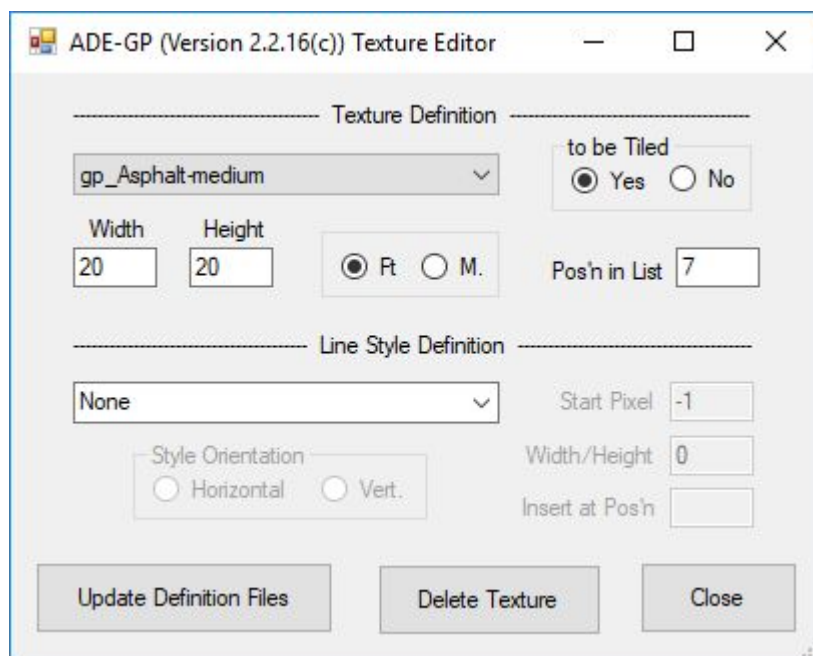 ADE-GP (Version 2.2.16(c)) Texture Editor
Texture Definition
to be Tiled
gp_Asphalt-medium
Yes No
Width Height
20 20 Ft M. Pos'n in List 7
Line Style Definition
None Start Pixel -1
Style Orientation Width/Height 0
Horizontal Vert.
Insert at Pos'n
Update Definition Files Delete Texture Close